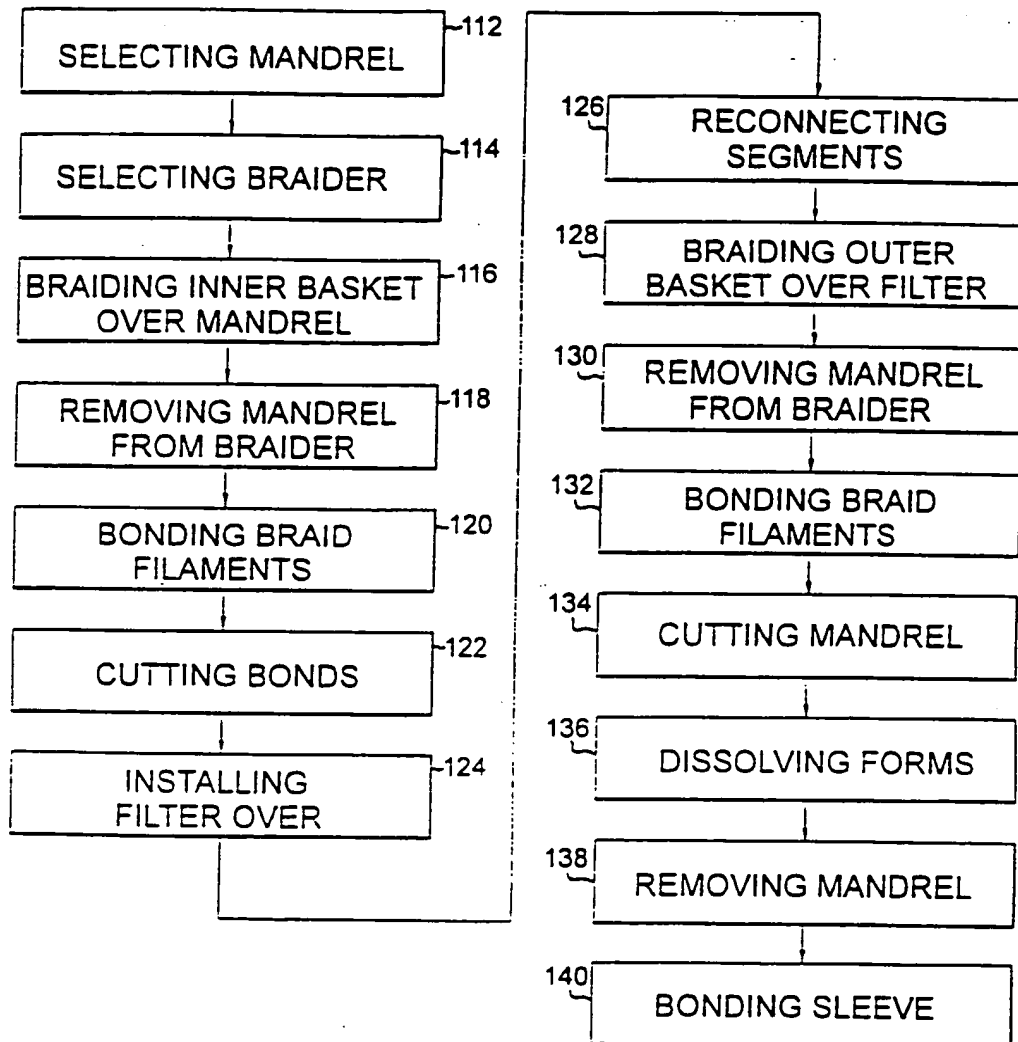 SELECTING MANDREL
112
SELECTING BRAIDER
114
BRAIDING INNER BASKET
OVER MANDREL
116
REMOVING MANDREL
FROM BRAIDER
118
BONDING BRAID
FILAMENTS
120
CUTTING BONDS
122
INSTALLING
FILTER OVER
124
126
RECONNECTING
SEGMENTS
128
BRAIDING OUTER
BASKET OVER FILTER
130
REMOVING MANDREL
FROM BRAIDER
132
BONDING BRAID
FILAMENTS
134
CUTTING MANDREL
136
DISSOLVING FORMS
138
REMOVING MANDREL
140
BONDING SLEEVE